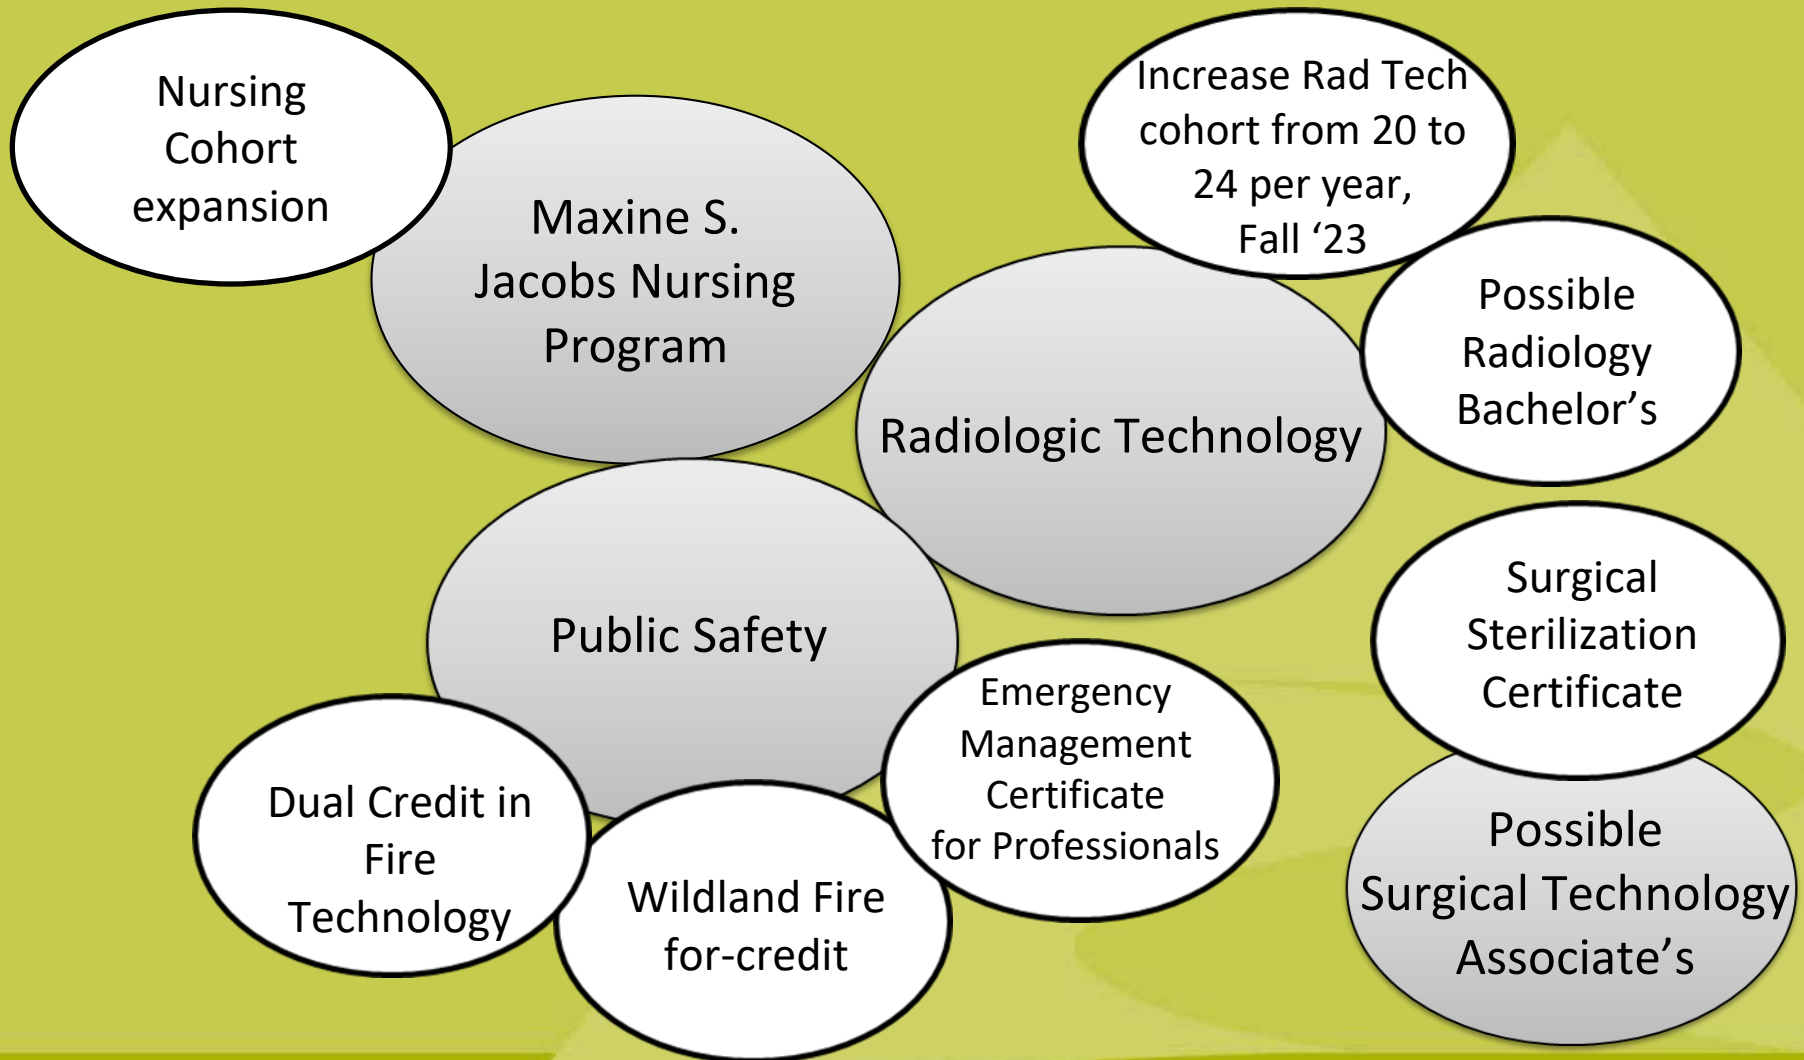 Nursing
Cohort
expansion
Maxine S.
Jacobs Nursing
Program
Increase Rad Tech
cohort from 20 to
24 per year,
Fall ‘23
Possible
Radiology
Bachelor’s
Radiologic Technology
Surgical
Sterilization
Certificate
Possible
Surgical Technology
Associate’s
Public Safety
Emergency
Management
Certificate
for Professionals
Dual Credit in
Fire
Technology
Wildland Fire
for-credit